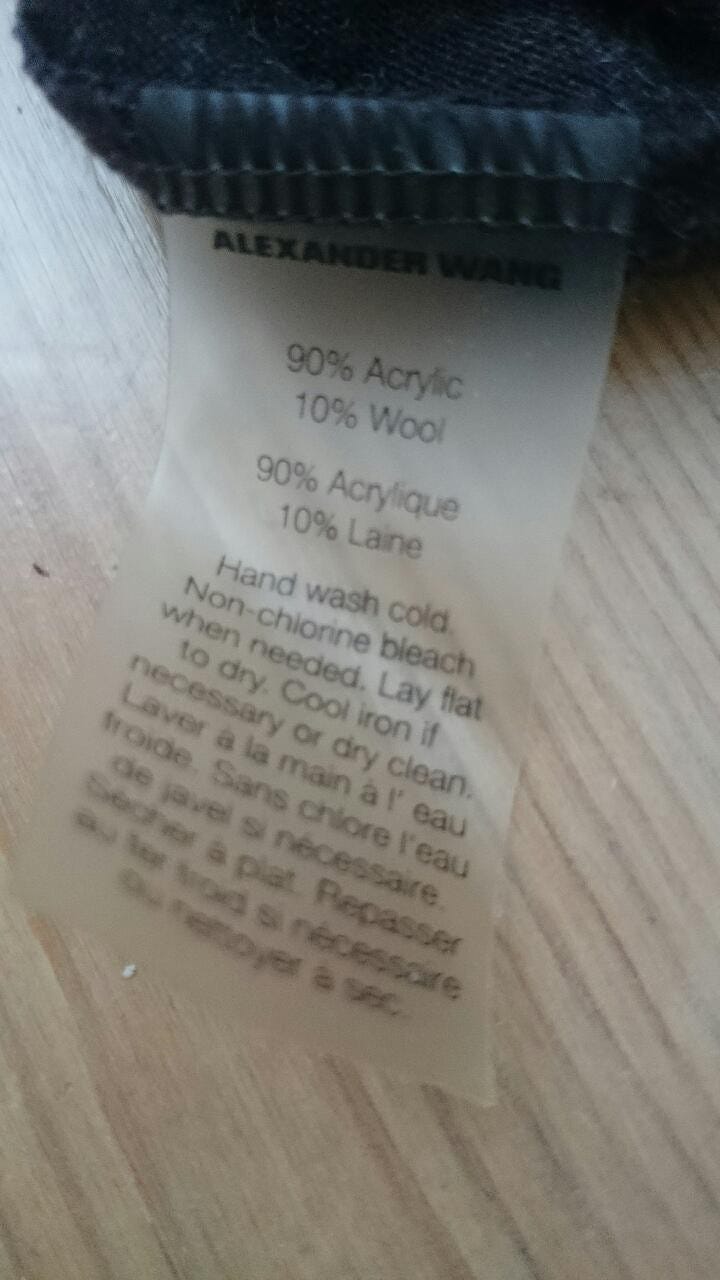 ALEXANDER WANG
90% Acrylic
10% Wool
90% Acrylique
10% Laine
Hand wash cold.
Non-chlorine bleach
when needed. Lay flat
to dry. Cool iron if
necessary or dry clean.
Laver à la main à l' eau
froide. Sans chlore l'eau
de javel si nécessaire.
Sécher à plat. Repasser
au fer froid si nécessaire
ou nettoyer à sec.